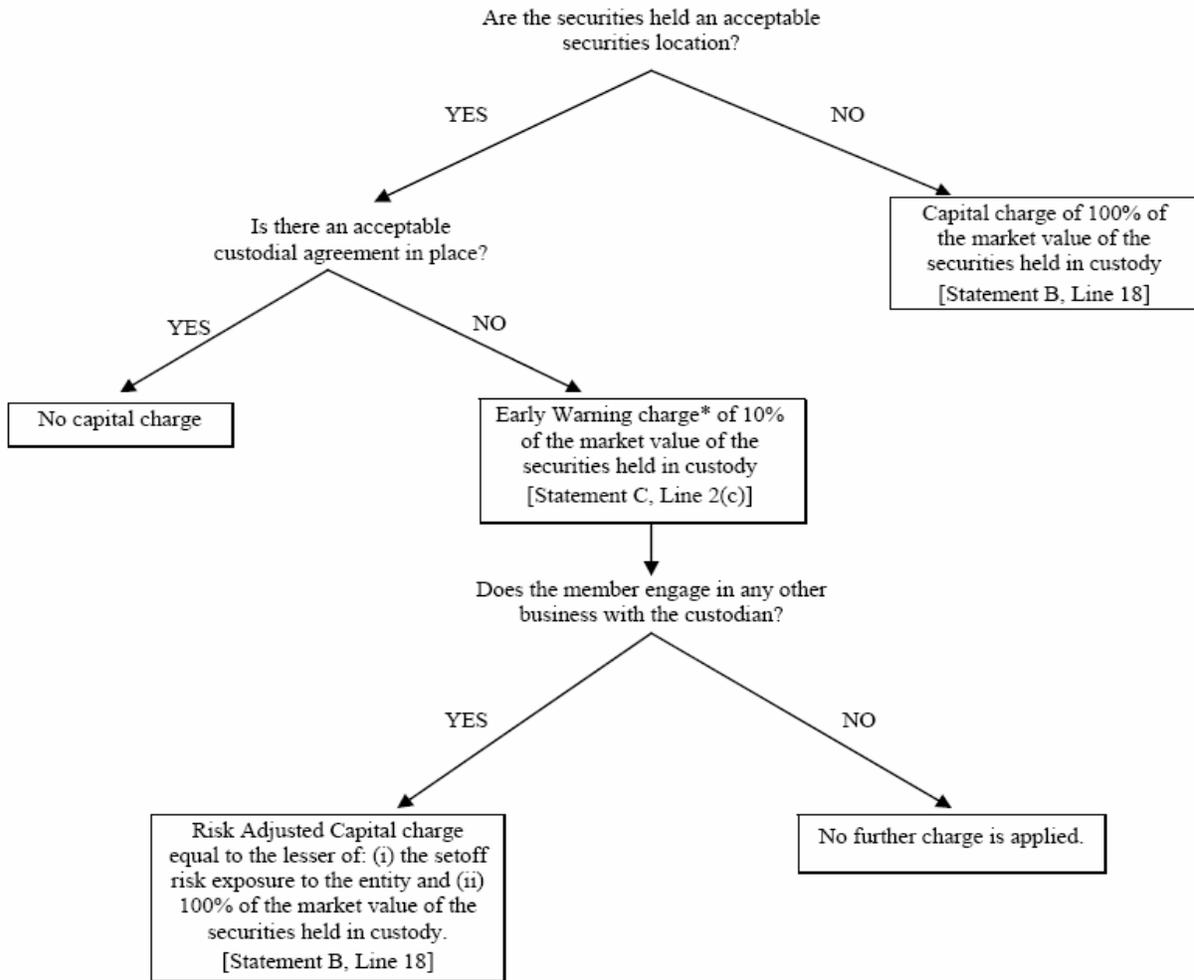 Are the securities held an acceptable
securities location?
YES
NO
Is there an acceptable
custodial agreement in place?
Capital charge of 100% of
the market value of the
securities held in custody
[Statement B, Line 18]
YES
NO
No capital charge
Early Warning charge* of 10%
of the market value of the
securities held in custody
[Statement C, Line 2(c)]
Does the member engage in any other
business with the custodian?
YES
NO
Risk Adjusted Capital charge
equal to the lesser of: (i) the setoff
risk exposure to the entity and (ii)
100% of the market value of the
securities held in custody.
[Statement B, Line 18]
No further charge is applied.